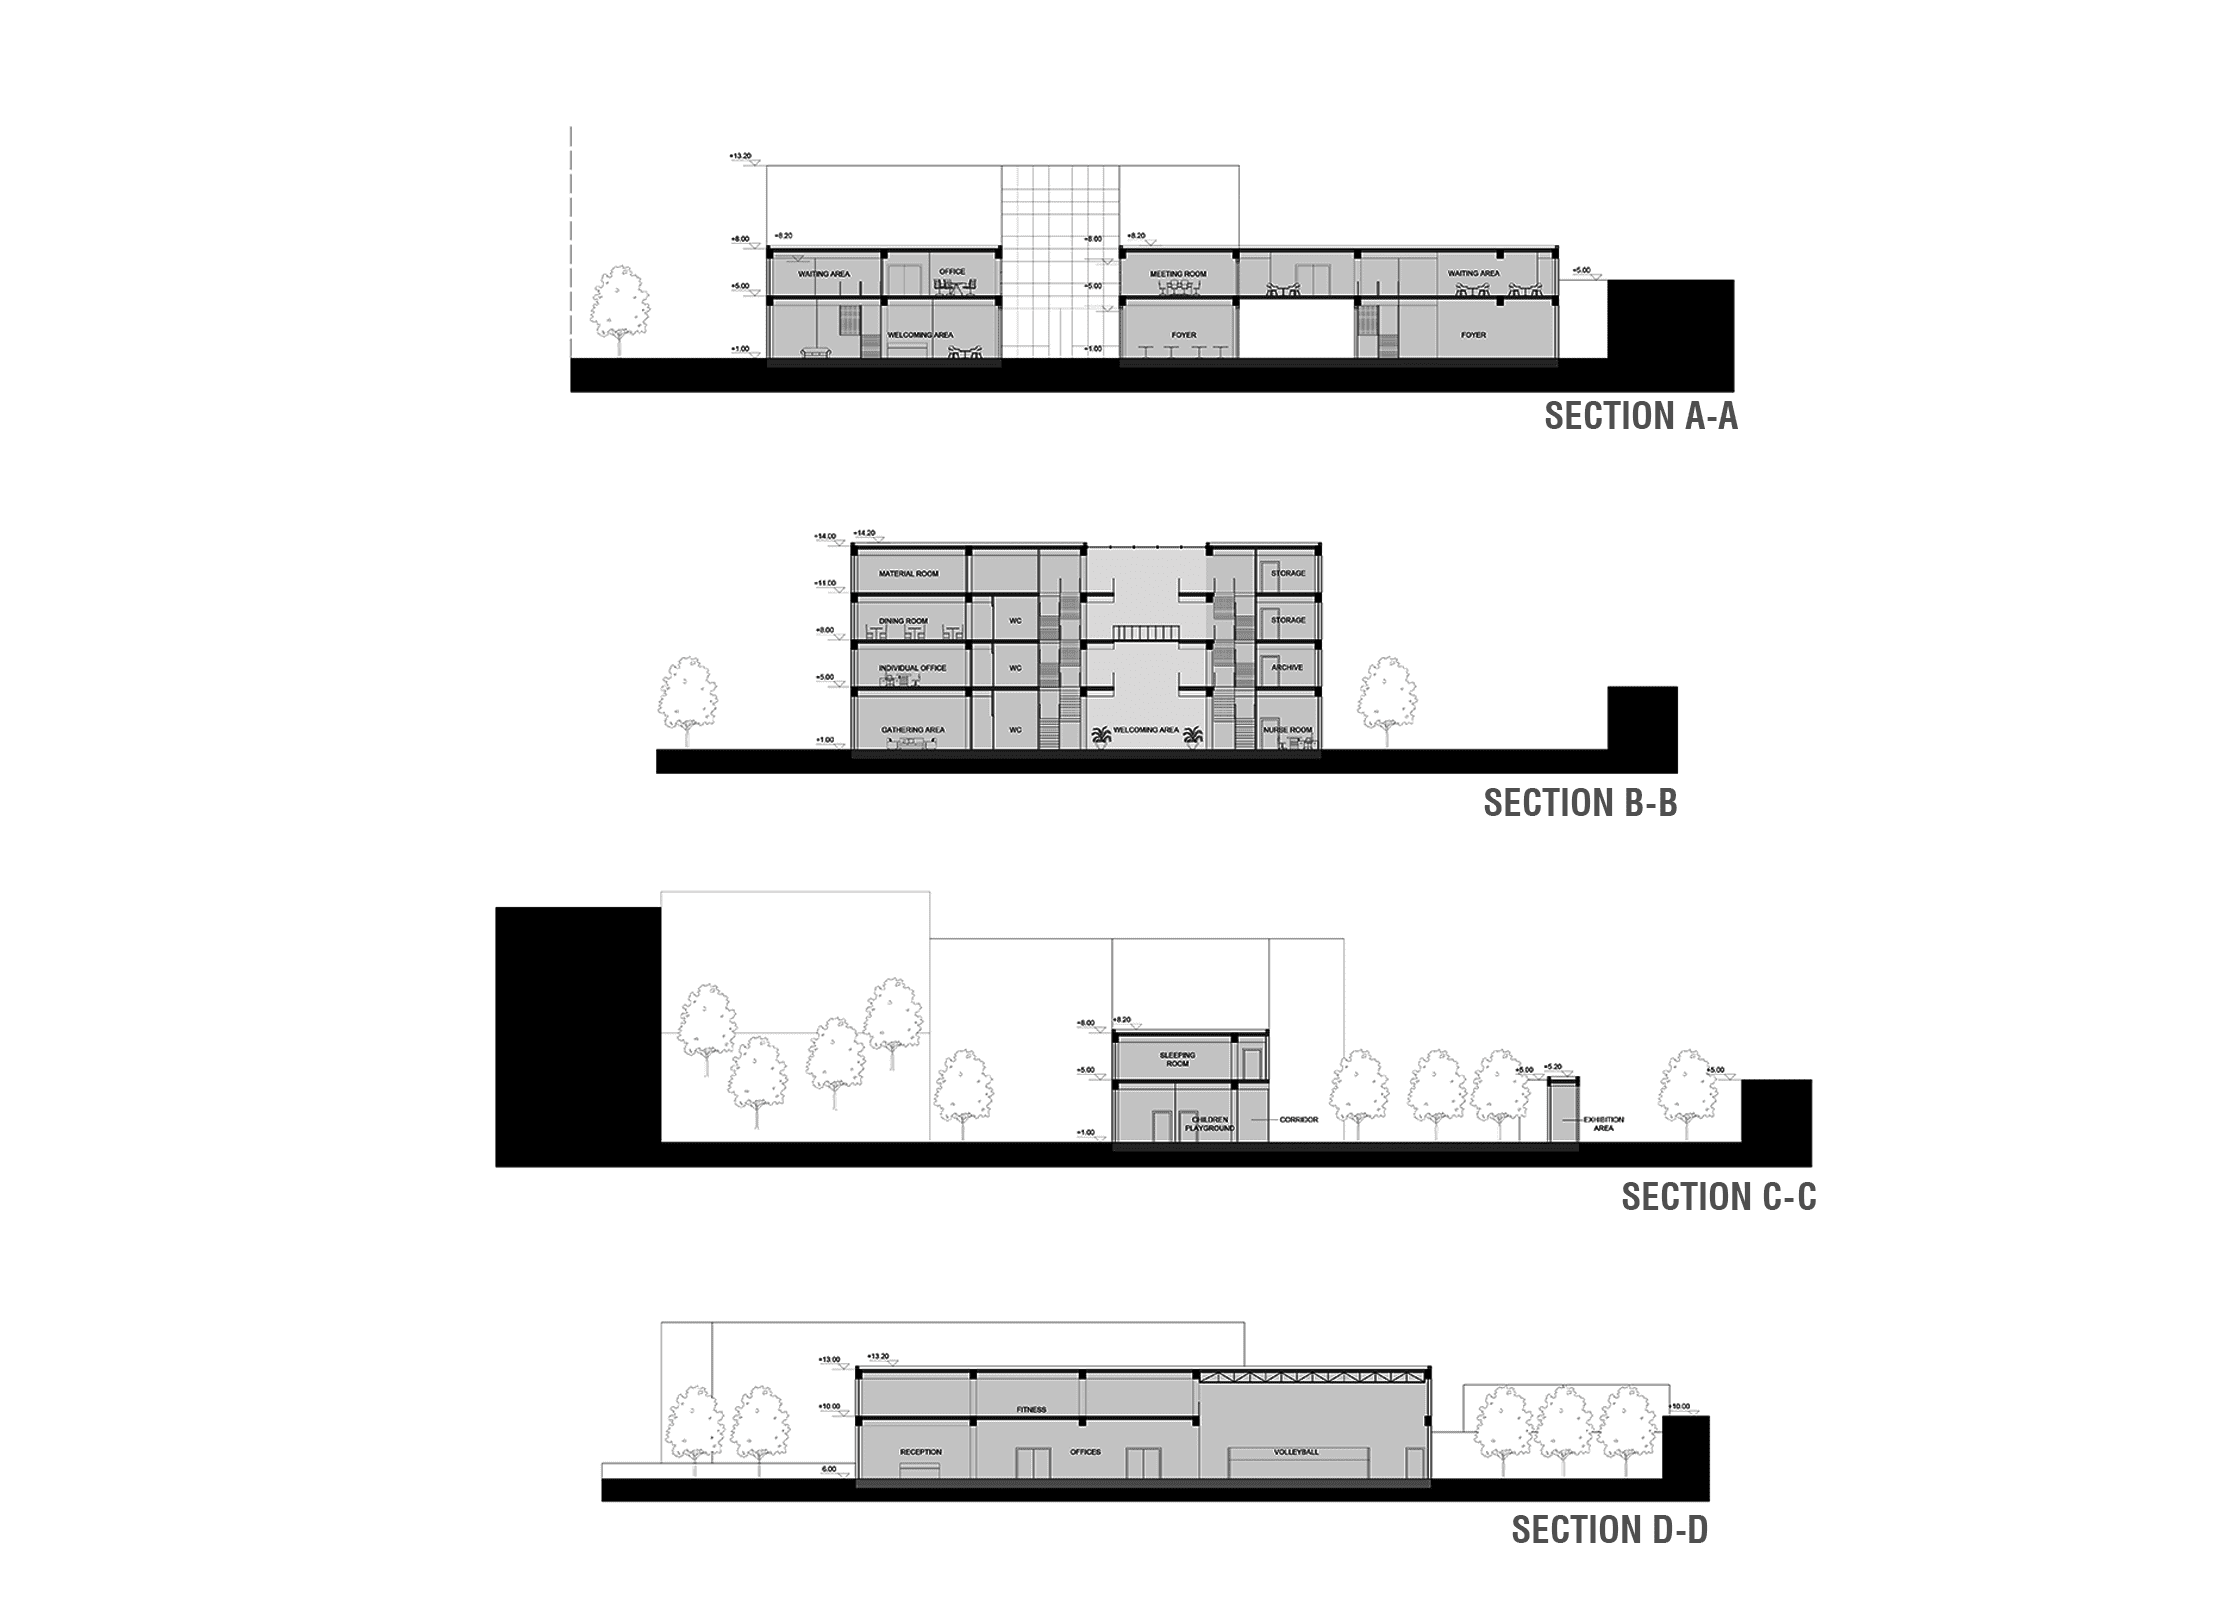 +13.20
+8.00 +8.20 +8.00 +8.20
WAITING AREA OFFICE MEETING ROOM WAITING AREA +5.00
+5.00 +5.00
WELCOMING AREA FOYER FOYER
+1.00 +1.00
SECTION A-A
+14.00 +14.20
MATERIAL ROOM STORAGE
+11.00
DINING ROOM WC STORAGE
+8.00
INDIVIDUAL OFFICE WC ARCHIVE
+5.00
GATHERING AREA WC WELCOMING AREA NURSE ROOM
+1.00
SECTION B-B
+8.00 +8.20
SLEEPING
ROOM
+5.00 +5.00 +5.20 +5.00
CHILDREN
PLAYGROUND
CORRIDOR
EXHIBITION
AREA
+1.00
SECTION C-C
+13.00 +13.20
+10.00 FITNESS +10.00
RECEPTION OFFICES VOLLEYBALL
6.00
SECTION D-D